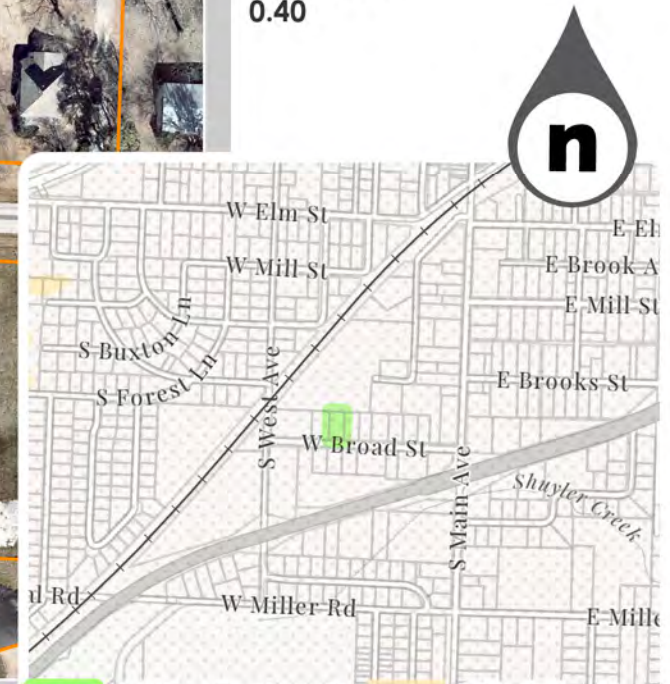 0.40
n
W Elm St
E El
W Mill St
E Brook A
E Mill St
S Buxton Ln
S Forest Ln
E Brooks St
S West Ave
W Broad St
S Main Ave
Shuyler Creek
al Rd
W Miller Rd
E Mille